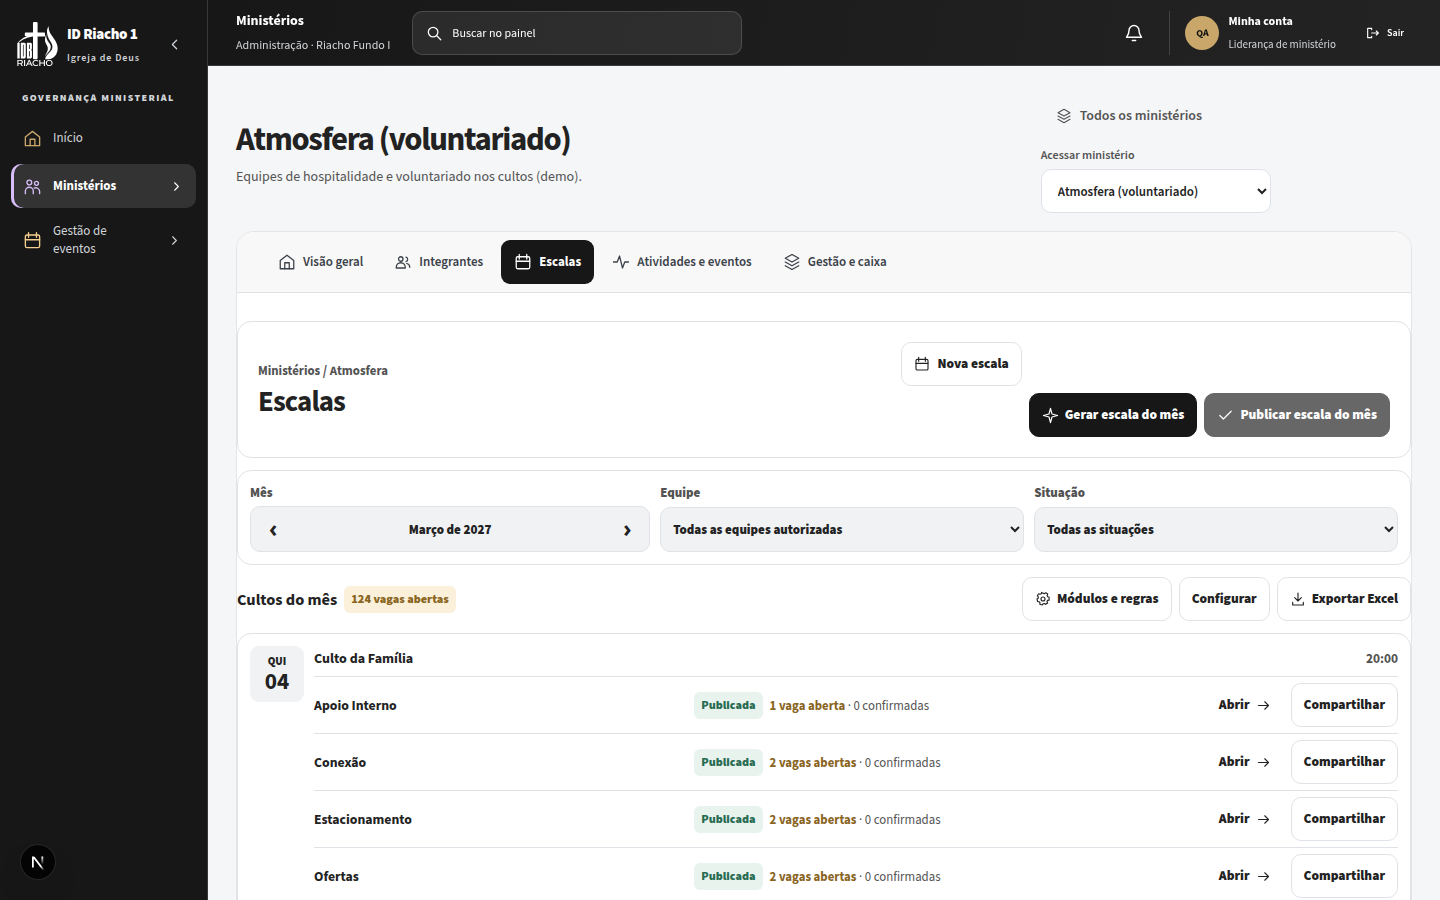 IDB
RIACHO
ID Riacho 1
Igreja de Deus
GOVERNANÇA MINISTERIAL
Início
Ministérios
Gestão de
eventos
N
Ministérios
Administração · Riacho Fundo I
Buscar no painel
QA
Minha conta
Liderança de ministério
Sair
Atmosfera (voluntariado)
Equipes de hospitalidade e voluntariado nos cultos (demo).
Todos os ministérios
Acessar ministério
Atmosfera (voluntariado)
Visão geral
Integrantes
Escalas
Atividades e eventos
Gestão e caixa
Ministérios / Atmosfera
Escalas
Nova escala
Gerar escala do mês
Publicar escala do mês
Mês
Março de 2027
Equipe
Todas as equipes autorizadas
Situação
Todas as situações
Cultos do mês
124 vagas abertas
Módulos e regras
Configurar
Exportar Excel
QUI
04
Culto da Família
20:00
Apoio Interno
Publicada
1 vaga aberta · 0 confirmadas
Abrir
Compartilhar
Conexão
Publicada
2 vagas abertas · 0 confirmadas
Abrir
Compartilhar
Estacionamento
Publicada
2 vagas abertas · 0 confirmadas
Abrir
Compartilhar
Ofertas
Publicada
2 vagas abertas · 0 confirmadas
Abrir
Compartilhar